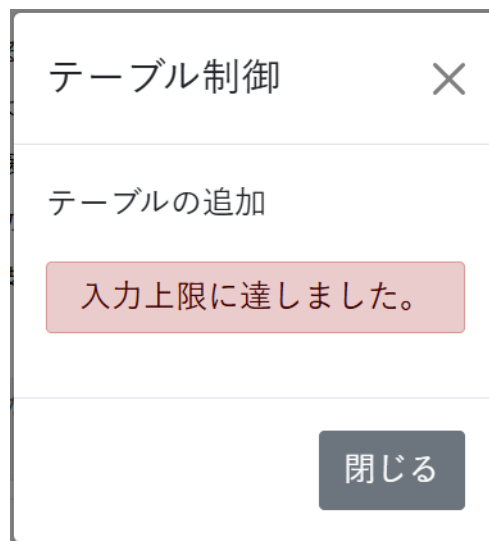 テーブル制御
テーブルの追加
入力上限に達しました。
閉じる